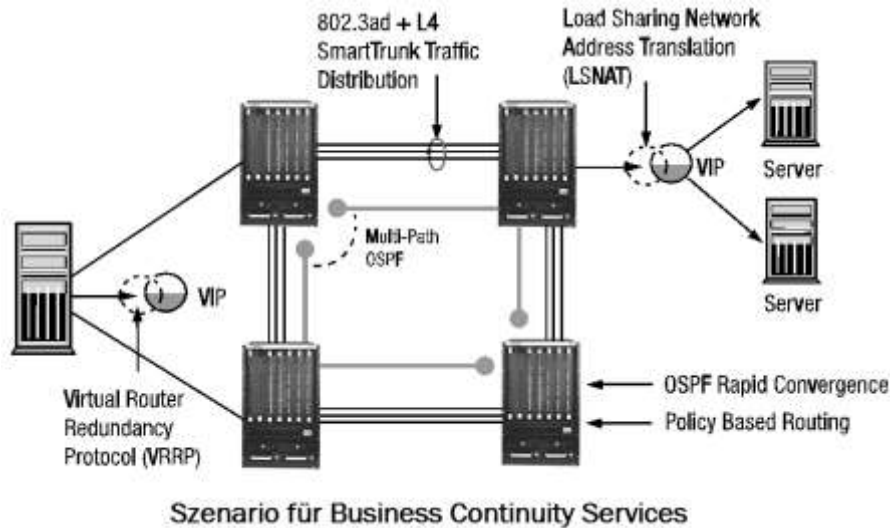 802.3ad + L4
SmartTrunk Traffic
Distribution
Load Sharing Network
Address Translation
(LSNAT)
VIP
Server
Multi-Path
OSPF
VIP
Server
Virtual Router
Redundancy
Protocol (VRRP)
OSPF Rapid Convergence
Policy Based Routing
Szenario für Business Continuity Services